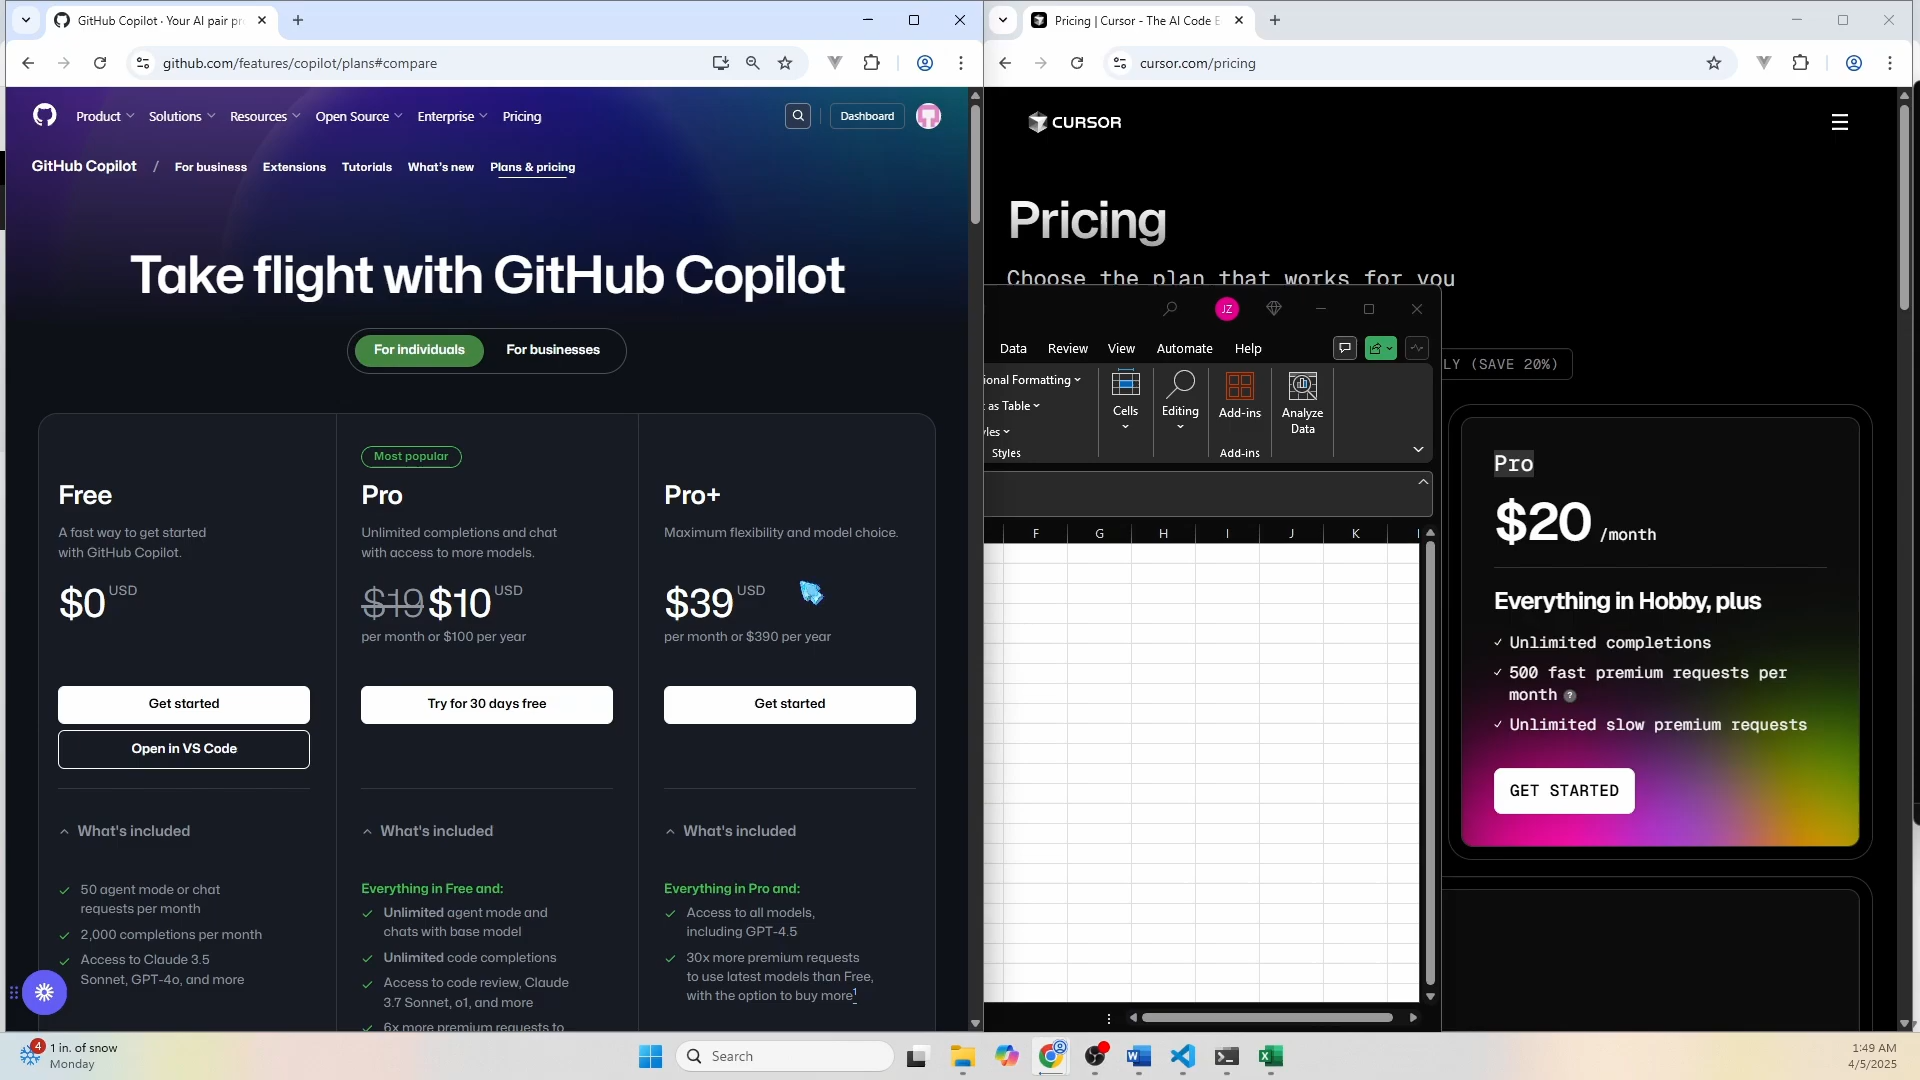 GitHub Copilot · Your AI pair pr
github.com/features/copilot/plans#compare
Product
Solutions
Resources
Open Source
Enterprise
Pricing
Dashboard
GitHub Copilot / For business Extensions Tutorials What's new Plans & pricing
Take flight with GitHub Copilot
For individuals
For businesses
Free
A fast way to get started
with GitHub Copilot.
$0 USD
Get started
Open in VS Code
What's included
50 agent mode or chat
requests per month
2,000 completions per month
Access to Claude 3.5
Sonnet, GPT-4o, and more
Most popular
Pro
Unlimited completions and chat
with access to more models.
$19 $10 USD
per month or $100 per year
Try for 30 days free
What's included
Everything in Free and:
Unlimited agent mode and
chats with base model
Unlimited code completions
Access to code review, Claude
3.7 Sonnet, o1, and more
6x more premium requests to
Pro+
Maximum flexibility and model choice.
$39 USD
per month or $390 per year
Get started
What's included
Everything in Pro and:
Access to all models,
including GPT-4.5
30x more premium requests
to use latest models than Free,
with the option to buy more1
Pricing | Cursor - The AI Code E
cursor.com/pricing
CURSOR
Pricing
Choose the plan that works for you
LY (SAVE 20%)
Pro
$20 /month
Everything in Hobby, plus
Unlimited completions
500 fast premium requests per
month ?
Unlimited slow premium requests
GET STARTED
JZ
Data Review View Automate Help
ional Formatting
as Table
les
Styles
Cells
Editing
Add-ins
Add-ins
Analyze
Data
F G H I J K
4
1 in. of snow
Monday
Search
1:49 AM
4/5/2025